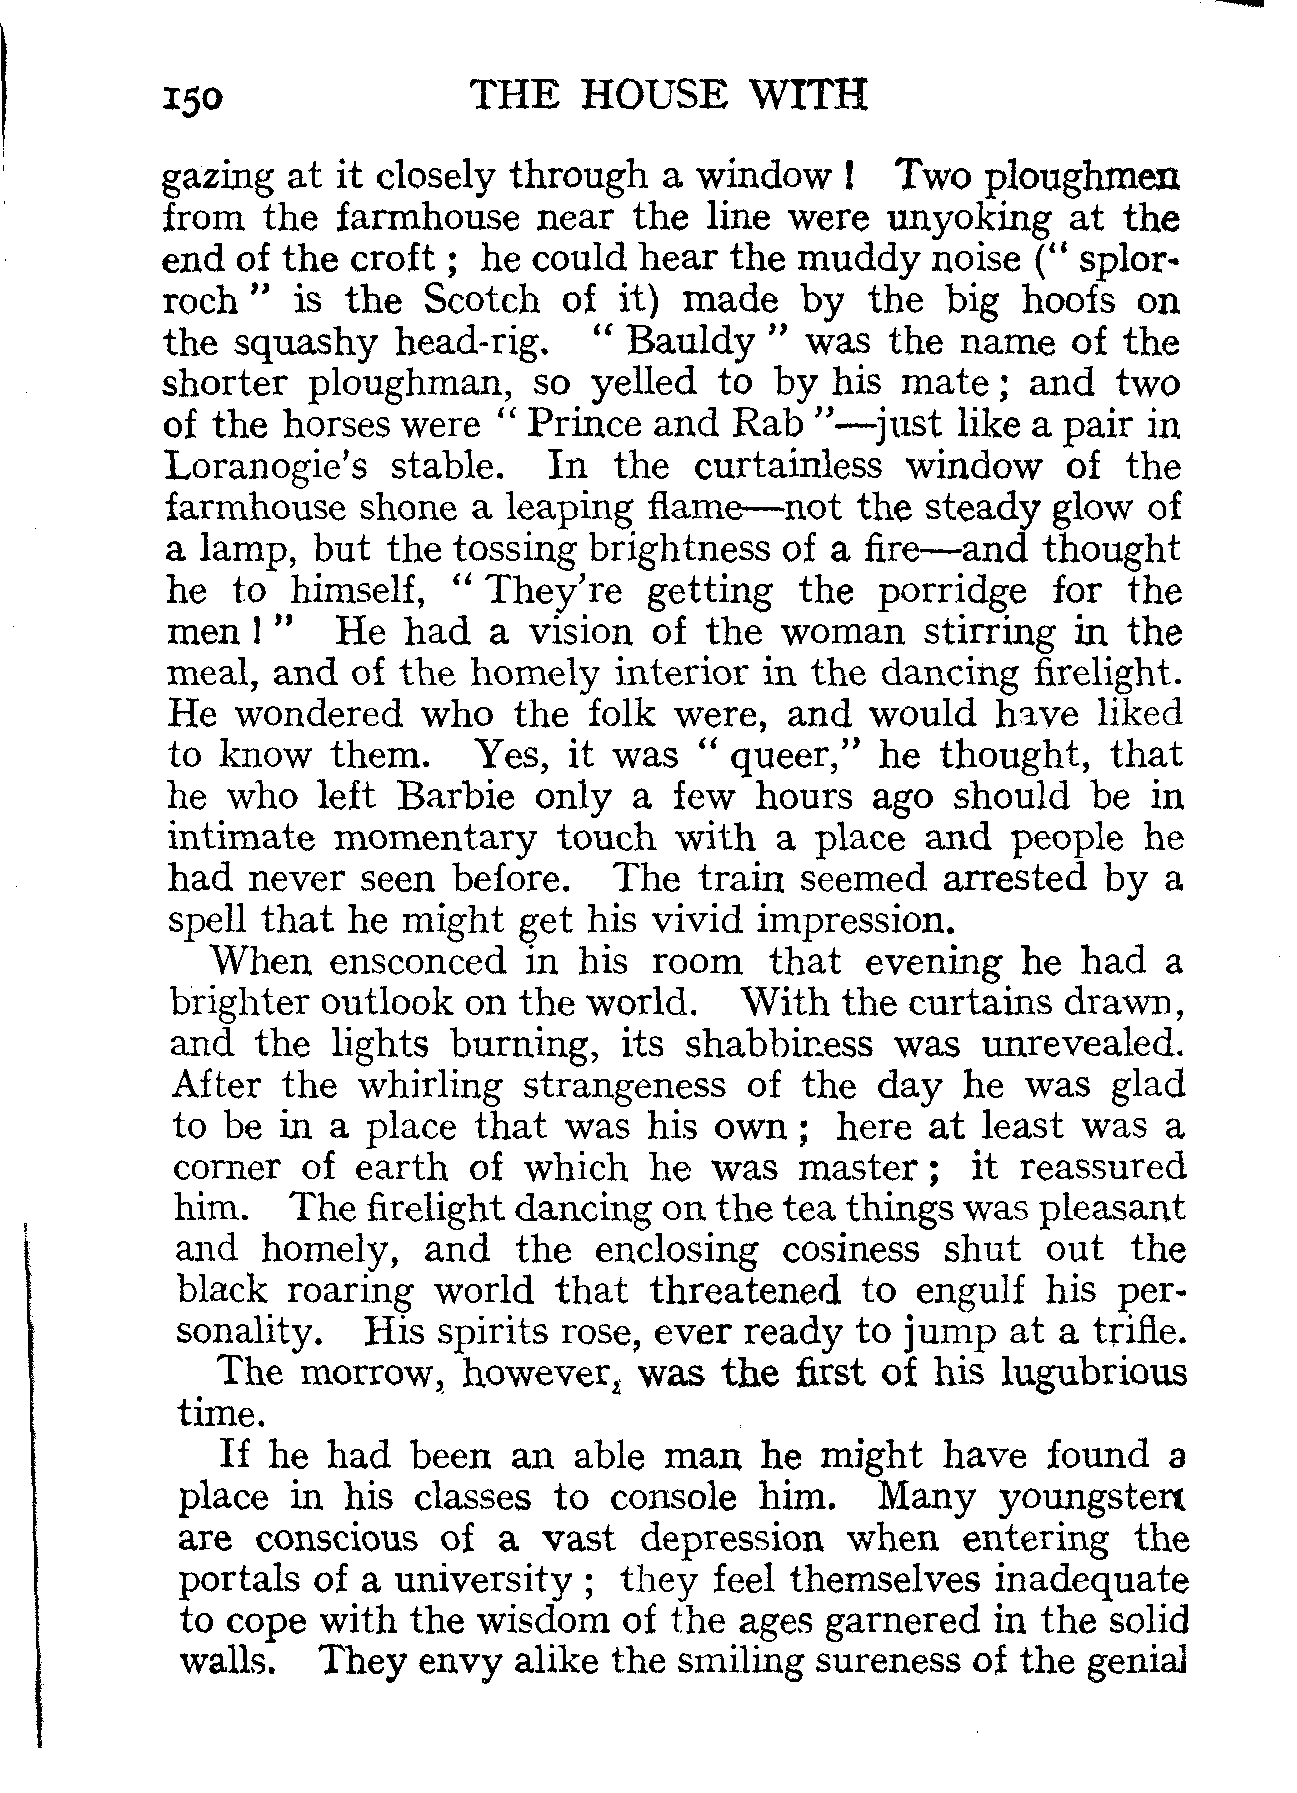 150 THE HOUSE WITH
gazing at it closely through a window ! Two ploughmen
from the farmhouse near the line were unyoking at the
end of the croft ; he could hear the muddy noise (“ splor-
roch ” is the Scotch of it) made by the big hoofs on
the squashy head-rig. “ Bauldy ” was the name of the
shorter ploughman, so yelled to by his mate ; and two
of the horses were “ Prince and Rab ”—just like a pair in
Loranogie's stable. In the curtainless window of the
farmhouse shone a leaping flame—not the steady glow of
a lamp, but the tossing brightness of a fire—and thought
he to himself, “ They're getting the porridge for the
men ! ” He had a vision of the woman stirring in the
meal, and of the homely interior in the dancing firelight.
He wondered who the folk were, and would have liked
to know them. Yes, it was “ queer,” he thought, that
he who left Barbie only a few hours ago should be in
intimate momentary touch with a place and people he
had never seen before. The train seemed arrested by a
spell that he might get his vivid impression.
When ensconced in his room that evening he had a
brighter outlook on the world. With the curtains drawn,
and the lights burning, its shabbiness was unrevealed.
After the whirling strangeness of the day he was glad
to be in a place that was his own ; here at least was a
corner of earth of which he was master ; it reassured
him. The firelight dancing on the tea things was pleasant
and homely, and the enclosing cosiness shut out the
black roaring world that threatened to engulf his per-
sonality. His spirits rose, ever ready to jump at a trifle.
The morrow, however, was the first of his lugubrious
time.
If he had been an able man he might have found a
place in his classes to console him. Many youngsters
are conscious of a vast depression when entering the
portals of a university ; they feel themselves inadequate
to cope with the wisdom of the ages garnered in the solid
walls. They envy alike the smiling sureness of the genial